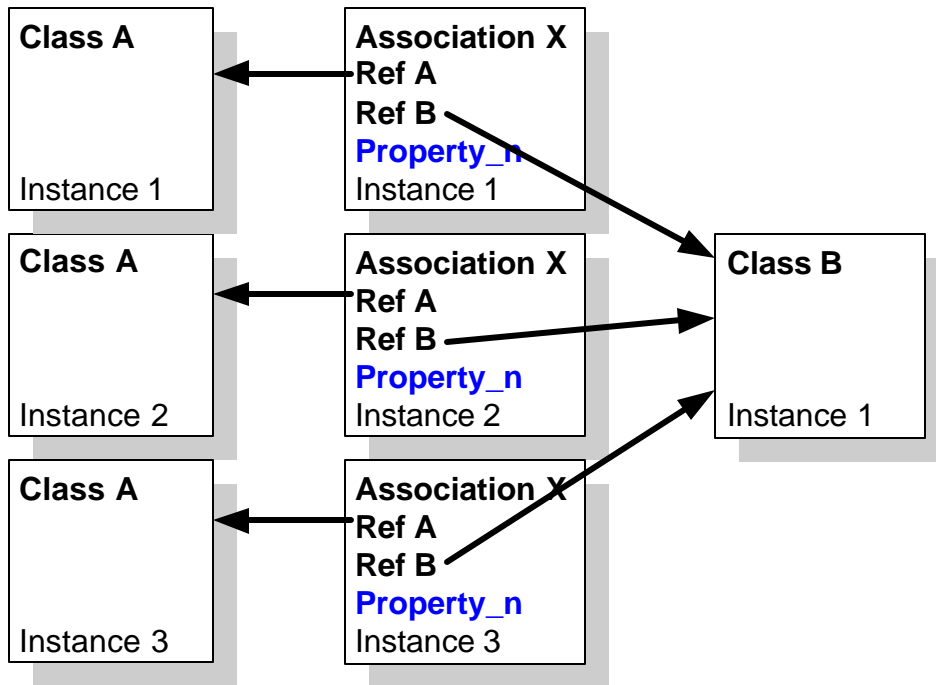 Class A
Instance 1
Association X
Ref A
Ref B
Property_n
Instance 1
Class A
Instance 2
Association X
Ref A
Ref B
Property_n
Instance 2
Class B
Instance 1
Class A
Instance 3
Association X
Ref A
Ref B
Property_n
Instance 3